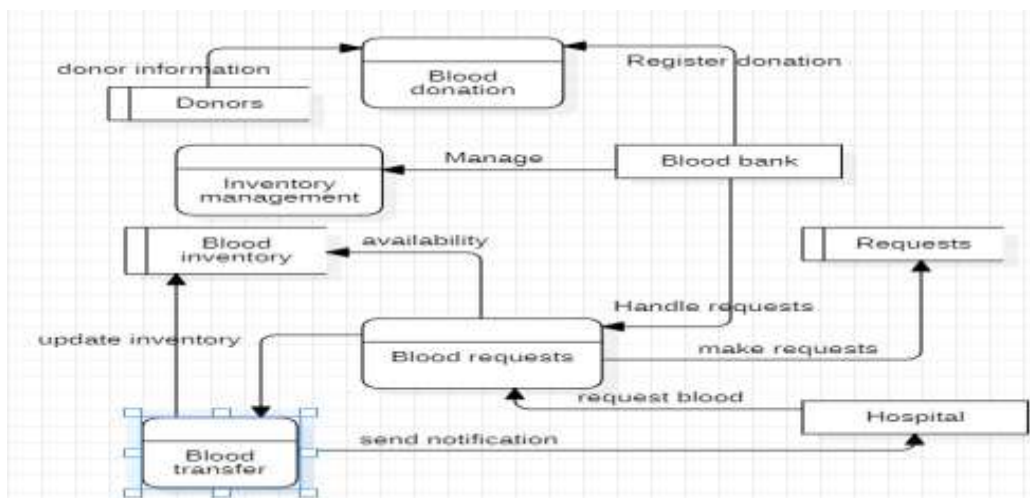 donor information
Blood
donation
Register donation
Donors
Manage
Blood bank
Inventory
management
Blood
inventory
availability
Requests
Handle requests
update inventory
Blood requests
make requests
request blood
Hospital
send notification
Blood
transfer